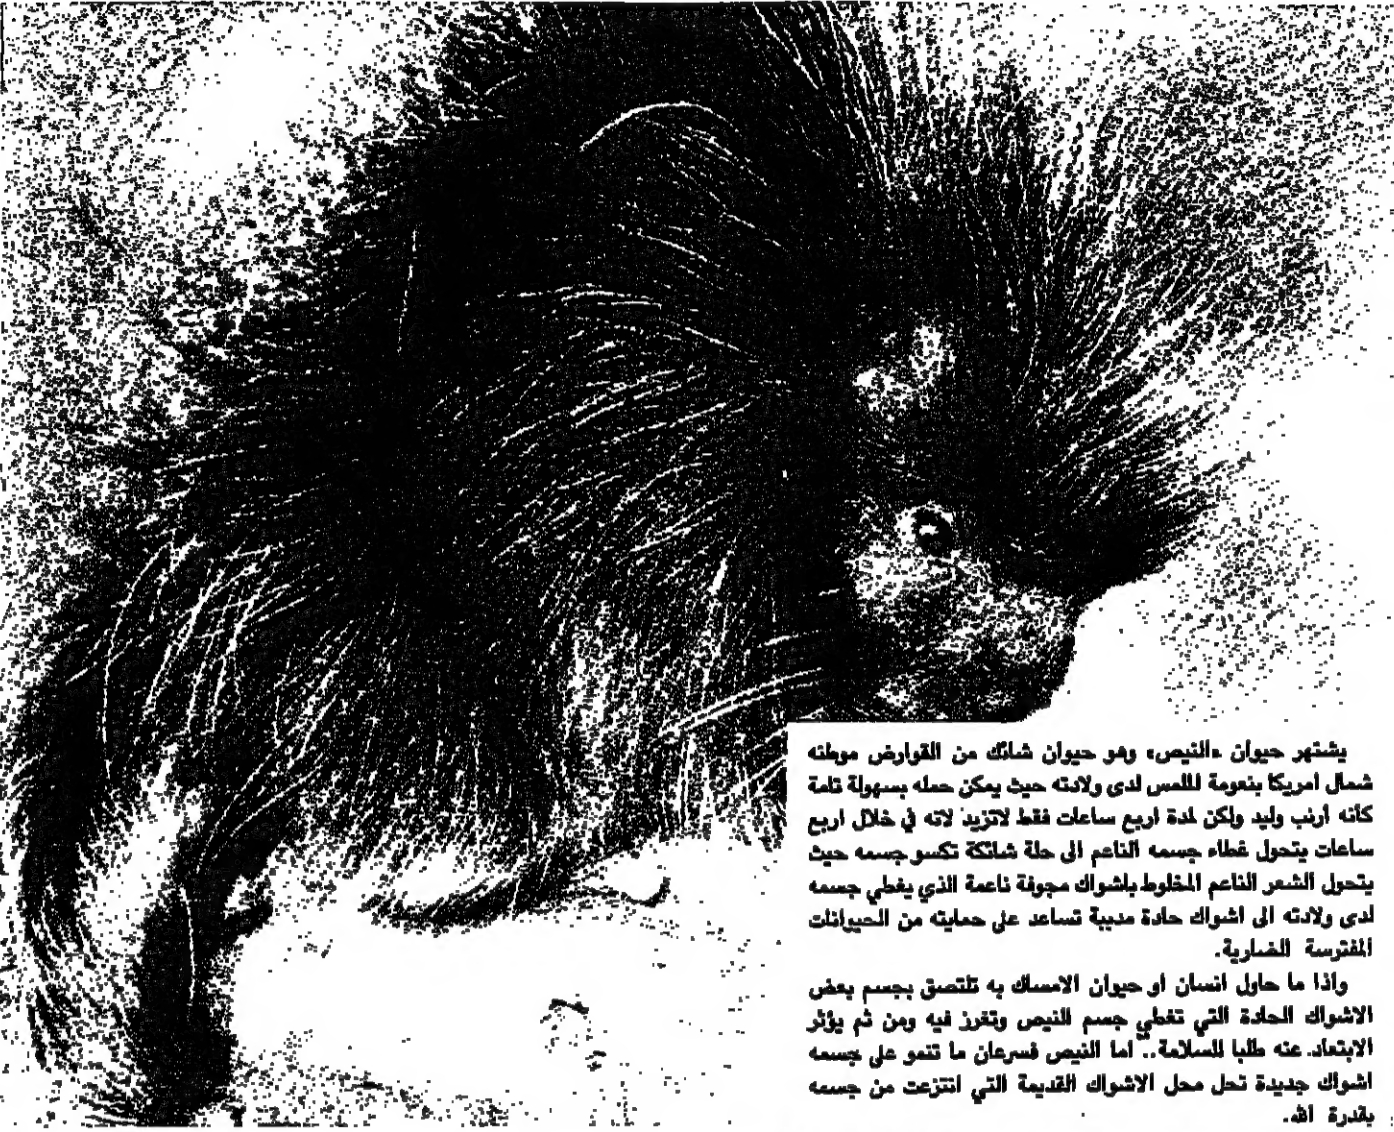 يشتهر حيوان «النيص» وهو حيوان شائك من القوارض موطنه
شمال امريكا بنعومة الملمس لدى ولادته حيث يمكن حمله بسهولة تامة
كأنه أرنب وليد ولكن لمدة اربع ساعات فقط لاتزيد لانه في خلال اربع
ساعات يتحول غطاء جسمه الناعم الى حلة شائكة تكسو جسمه حيث
يتحول الشعر الناعم المخلوط باشواك مجوفة ناعمة الذي يغطي جسمه
لدى ولادته الى اشواك حادة مدببة تساعد على حمايته من الحيوانات
المفترسة الضارية.
واذا ما حاول انسان او حيوان الامساك به تلتصق بجسم بعض
الاشواك الحادة التي تغطي جسم النيص وتغرز فيه ومن ثم يؤثر
الابتعاد عنه طلبا للسلامة.. اما النيص فسرعان ما تنمو على جسمه
اشواك جديدة تحل محل الاشواك القديمة التي انتزعت من جسمه
بقدرة الله.